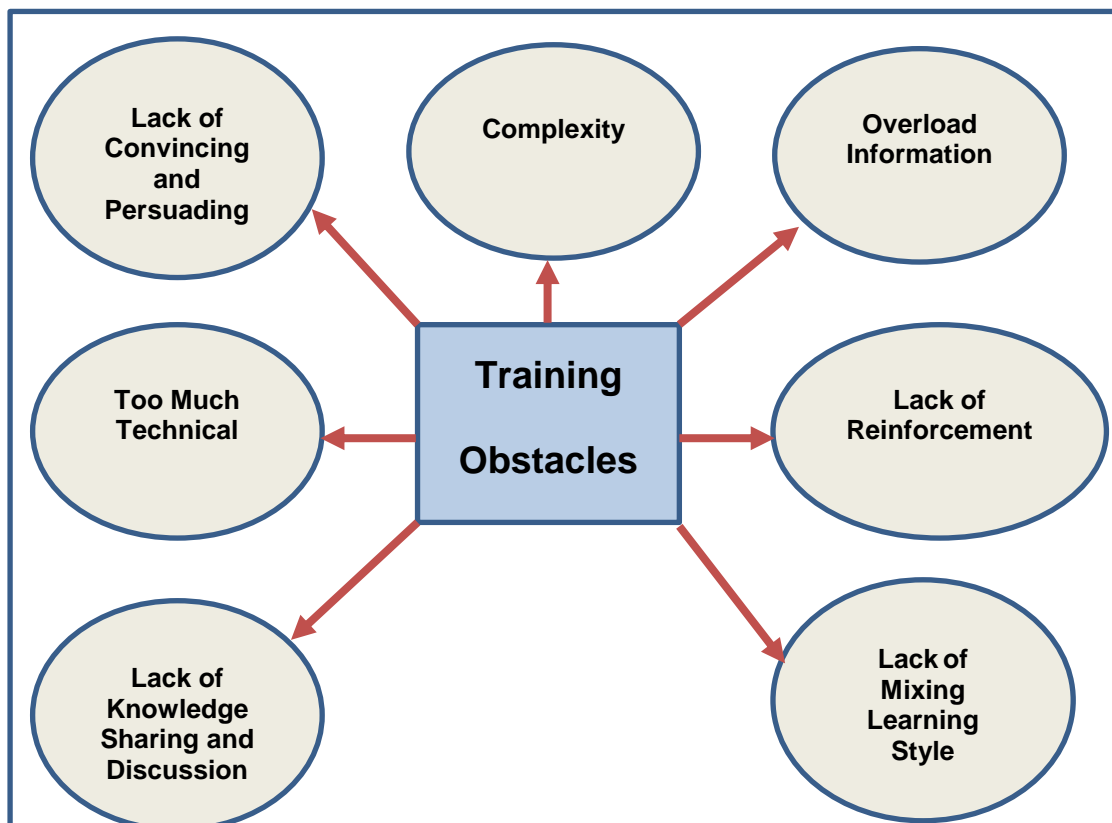 Lack of
Convincing
and
Persuading
Complexity
Overload
Information
Too Much
Technical
Training
Obstacles
Lack of
Reinforcement
Lack of
Knowledge
Sharing and
Discussion
Lack of
Mixing
Learning
Style